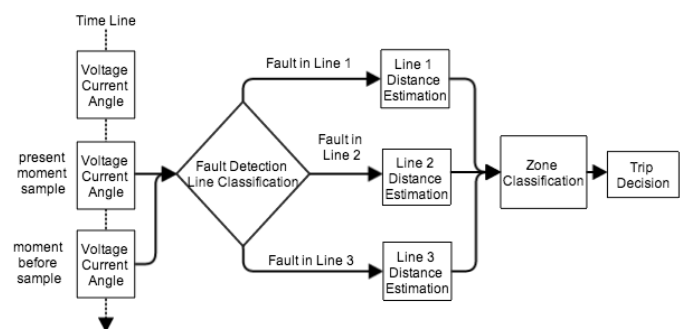 Time Line
Voltage
Current
Angle
present
moment
sample
Voltage
Current
Angle
moment
before
sample
Voltage
Current
Angle
Fault Detection
Line Classification
Fault in Line 1
Fault in
Line 2
Fault in Line 3
Line 1
Distance
Estimation
Line 2
Distance
Estimation
Line 3
Distance
Estimation
Zone
Classification
Trip
Decision